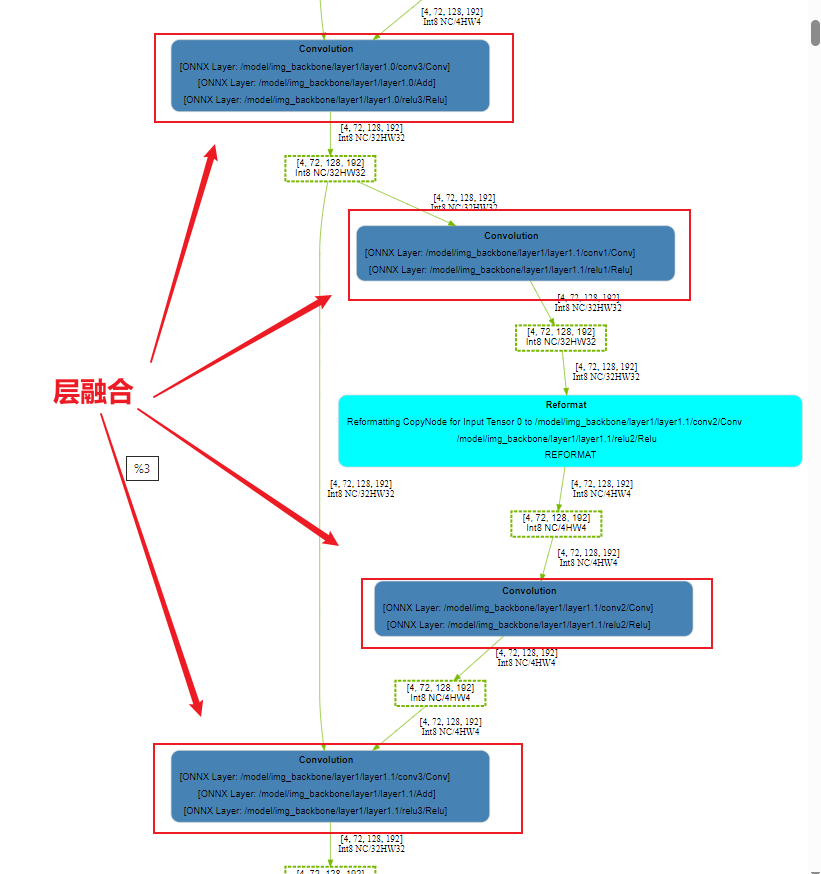 [4, 72, 128, 192]
Int8 NC/4HW4
Convolution
[ONNX Layer: /model/img_backbone/layer1/layer1.0/conv3/Conv]
[ONNX Layer: /model/img_backbone/layer1/layer1.0/Add]
[ONNX Layer: /model/img_backbone/layer1/layer1.0/relu3/Relu]
[4, 72, 128, 192]
Int8 NC/32HW32
[4, 72, 128, 192]
Int8 NC/32HW32
[4, 72, 128, 192]
Int8 NC/32HW32
Convolution
[ONNX Layer: /model/img_backbone/layer1/layer1.1/conv1/Conv]
[ONNX Layer: /model/img_backbone/layer1/layer1.1/relu1/Relu]
[4, 72, 128, 192]
Int8 NC/32HW32
[4, 72, 128, 192]
Int8 NC/32HW32
[4, 72, 128, 192]
Int8 NC/32HW32
层融合
Reformat
Reformatting CopyNode for Input Tensor 0 to /model/img_backbone/layer1/layer1.1/conv2/Conv
/model/img_backbone/layer1/layer1.1/relu2/Relu
REFORMAT
%3
[4, 72, 128, 192]
Int8 NC/32HW32
[4, 72, 128, 192]
Int8 NC/4HW4
[4, 72, 128, 192]
Int8 NC/4HW4
[4, 72, 128, 192]
Int8 NC/4HW4
Convolution
[ONNX Layer: /model/img_backbone/layer1/layer1.1/conv2/Conv]
[ONNX Layer: /model/img_backbone/layer1/layer1.1/relu2/Relu]
[4, 72, 128, 192]
Int8 NC/4HW4
[4, 72, 128, 192]
Int8 NC/4HW4
[4, 72, 128, 192]
Int8 NC/4HW4
Convolution
[ONNX Layer: /model/img_backbone/layer1/layer1.1/conv3/Conv]
[ONNX Layer: /model/img_backbone/layer1/layer1.1/Add]
[ONNX Layer: /model/img_backbone/layer1/layer1.1/relu3/Relu]
[4, 72, 128, 192]
Int8 NC/32HW32